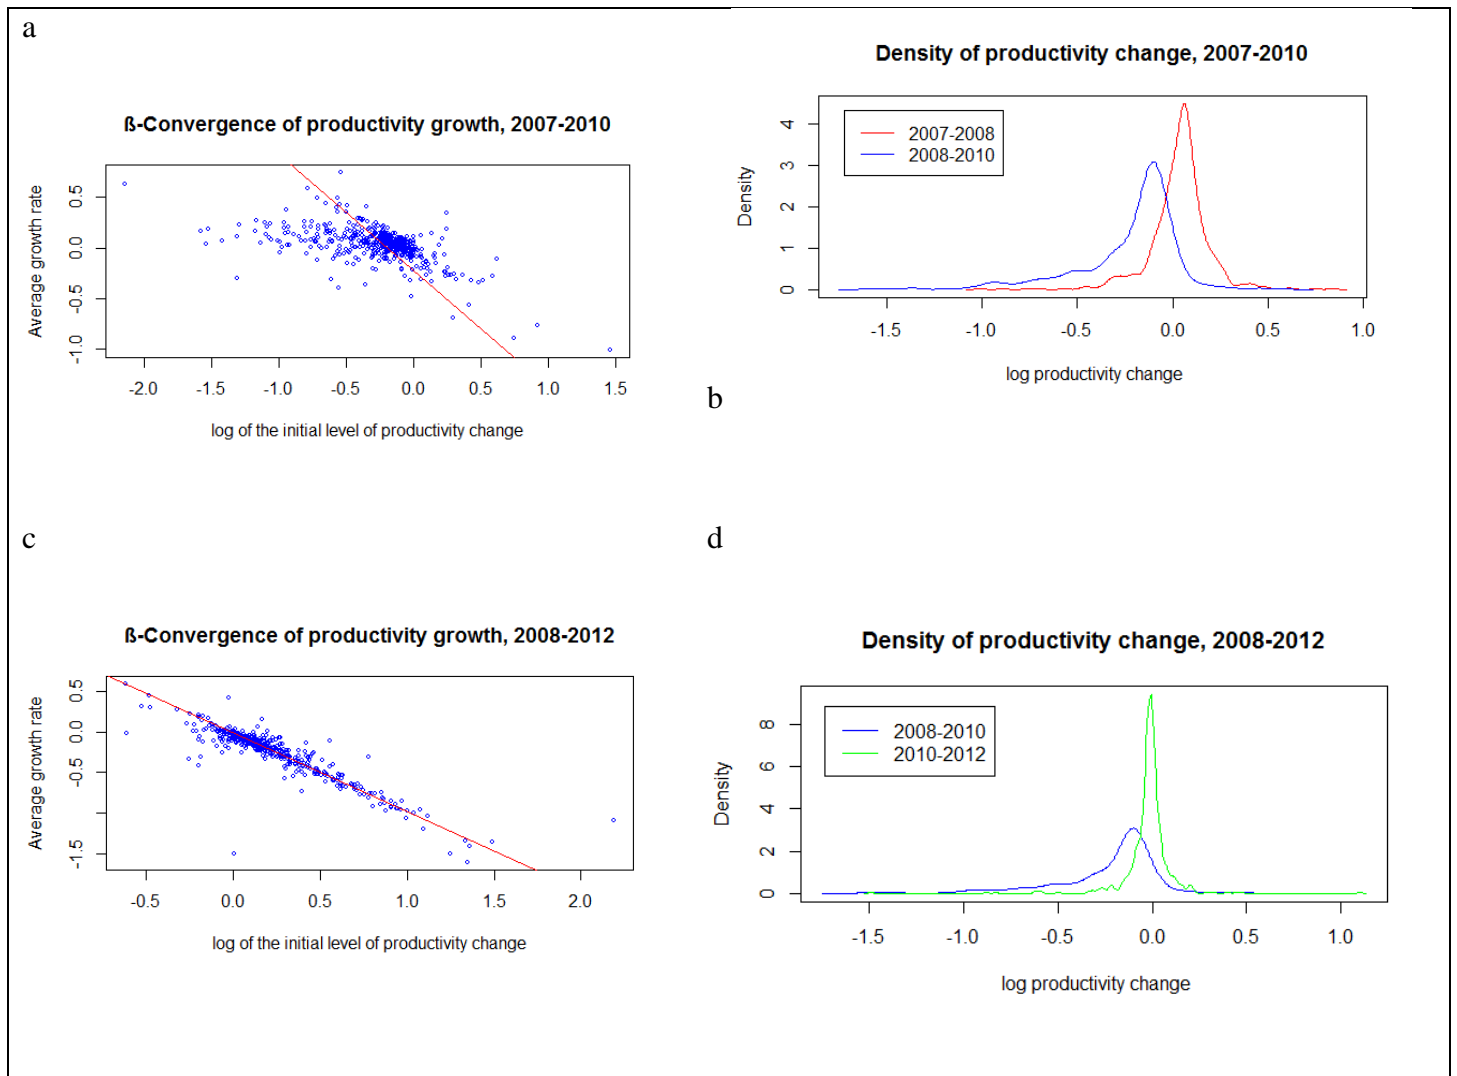 a
ß-Convergence of productivity growth, 2007-2010
Average growth rate
0.5
0.0
-0.5
-1.0
-2.0 -1.5 -1.0 -0.5 0.0 0.5 1.0 1.5
log of the initial level of productivity change
Density of productivity change, 2007-2010
2007-2008
2008-2010
Density
4
3
2
1
0
-1.5 -1.0 -0.5 0.0 0.5 1.0
log productivity change
b
c
ß-Convergence of productivity growth, 2008-2012
Average growth rate
0.5
0.0
-0.5
-1.5
-0.5 0.0 0.5 1.0 1.5 2.0
log of the initial level of productivity change
d
Density of productivity change, 2008-2012
2008-2010
2010-2012
Density
8
6
4
2
0
-1.5 -1.0 -0.5 0.0 0.5 1.0
log productivity change